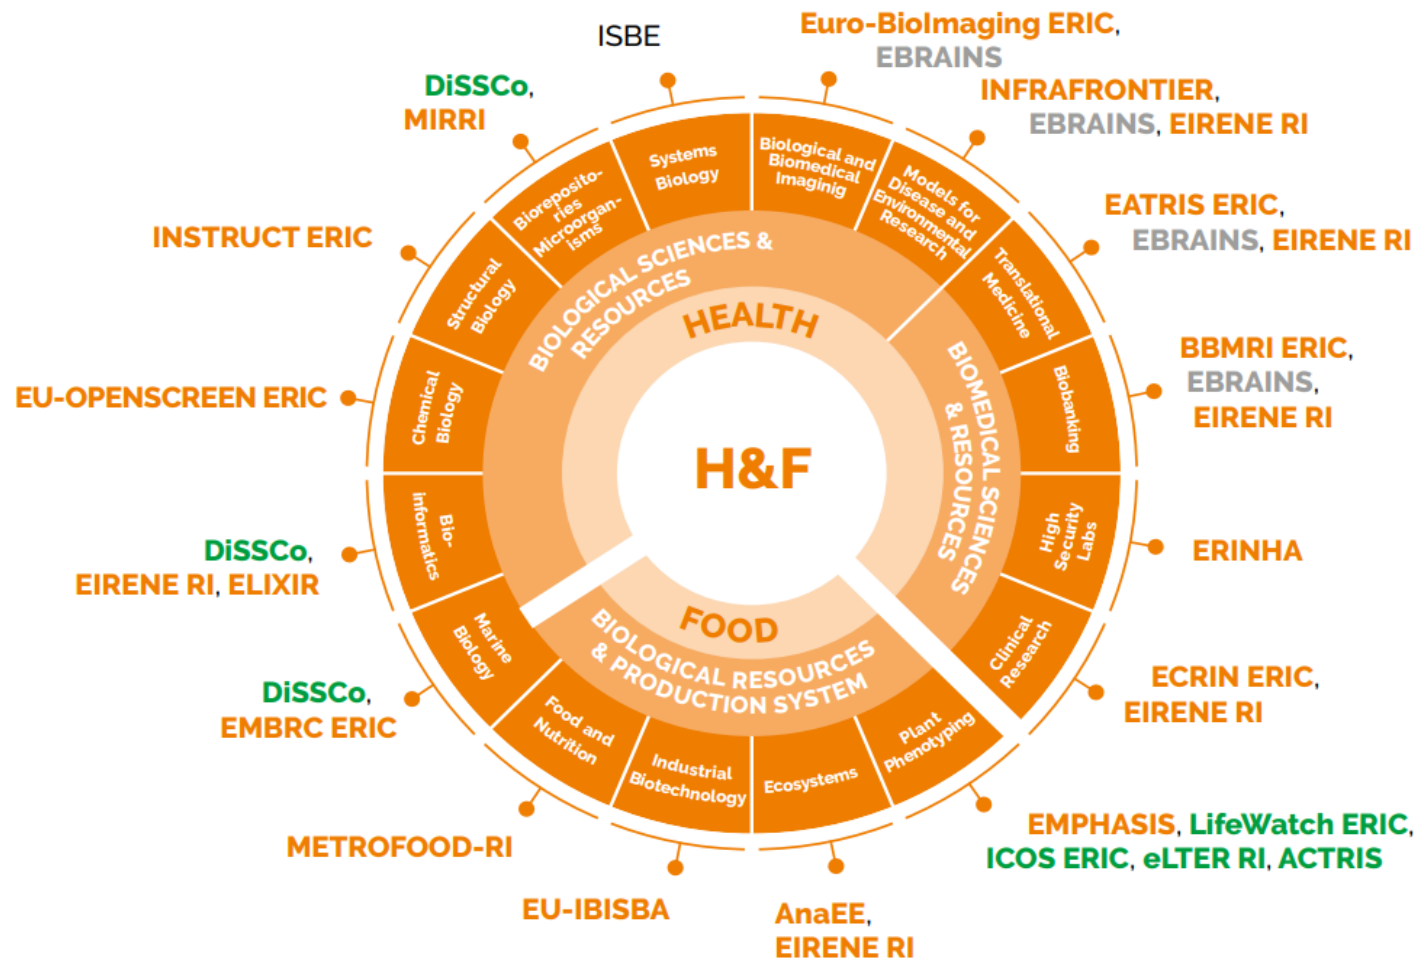 ISBE
Euro-BioImaging ERIC,
EBRAINS
INFRAFRONTIER,
EBRAINS, EIRENE RI
EATRIS ERIC,
EBRAINS, EIRENE RI
BBMRI ERIC,
EBRAINS,
EIRENE RI
ERINHA
ECRIN ERIC,
EIRENE RI
EMPHASIS, LifeWatch ERIC,
ICOS ERIC, eLTER RI, ACTRIS
AnaEE,
EIRENE RI
EU-IBISBA
METROFOOD-RI
DiSSCo,
EMBRC ERIC
DiSSCo,
EIRENE RI, ELIXIR
EU-OPENSCREEN ERIC
INSTRUCT ERIC
DiSSCo,
MIRRI
Systems
Biology
Biological and
Biomedical
Imaginig
Models for
Disease and
Environmental
Research
Translational
Medicine
Biobanking
High
Security
Labs
Clinical
Research
Plant
Phenotyping
Ecosystems
Industrial
Biotechnology
Food and
Nutrition
Marine
Biology
Bio-
informatics
Chemical
Biology
Structural
Biology
Bioreposito-
ries
Microorgan-
isms
BIOLOGICAL SCIENCES &
RESOURCES
BIOMEDICAL SCIENCES
& RESOURCES
BIOLOGICAL RESOURCES
& PRODUCTION SYSTEM
HEALTH
FOOD
H&F